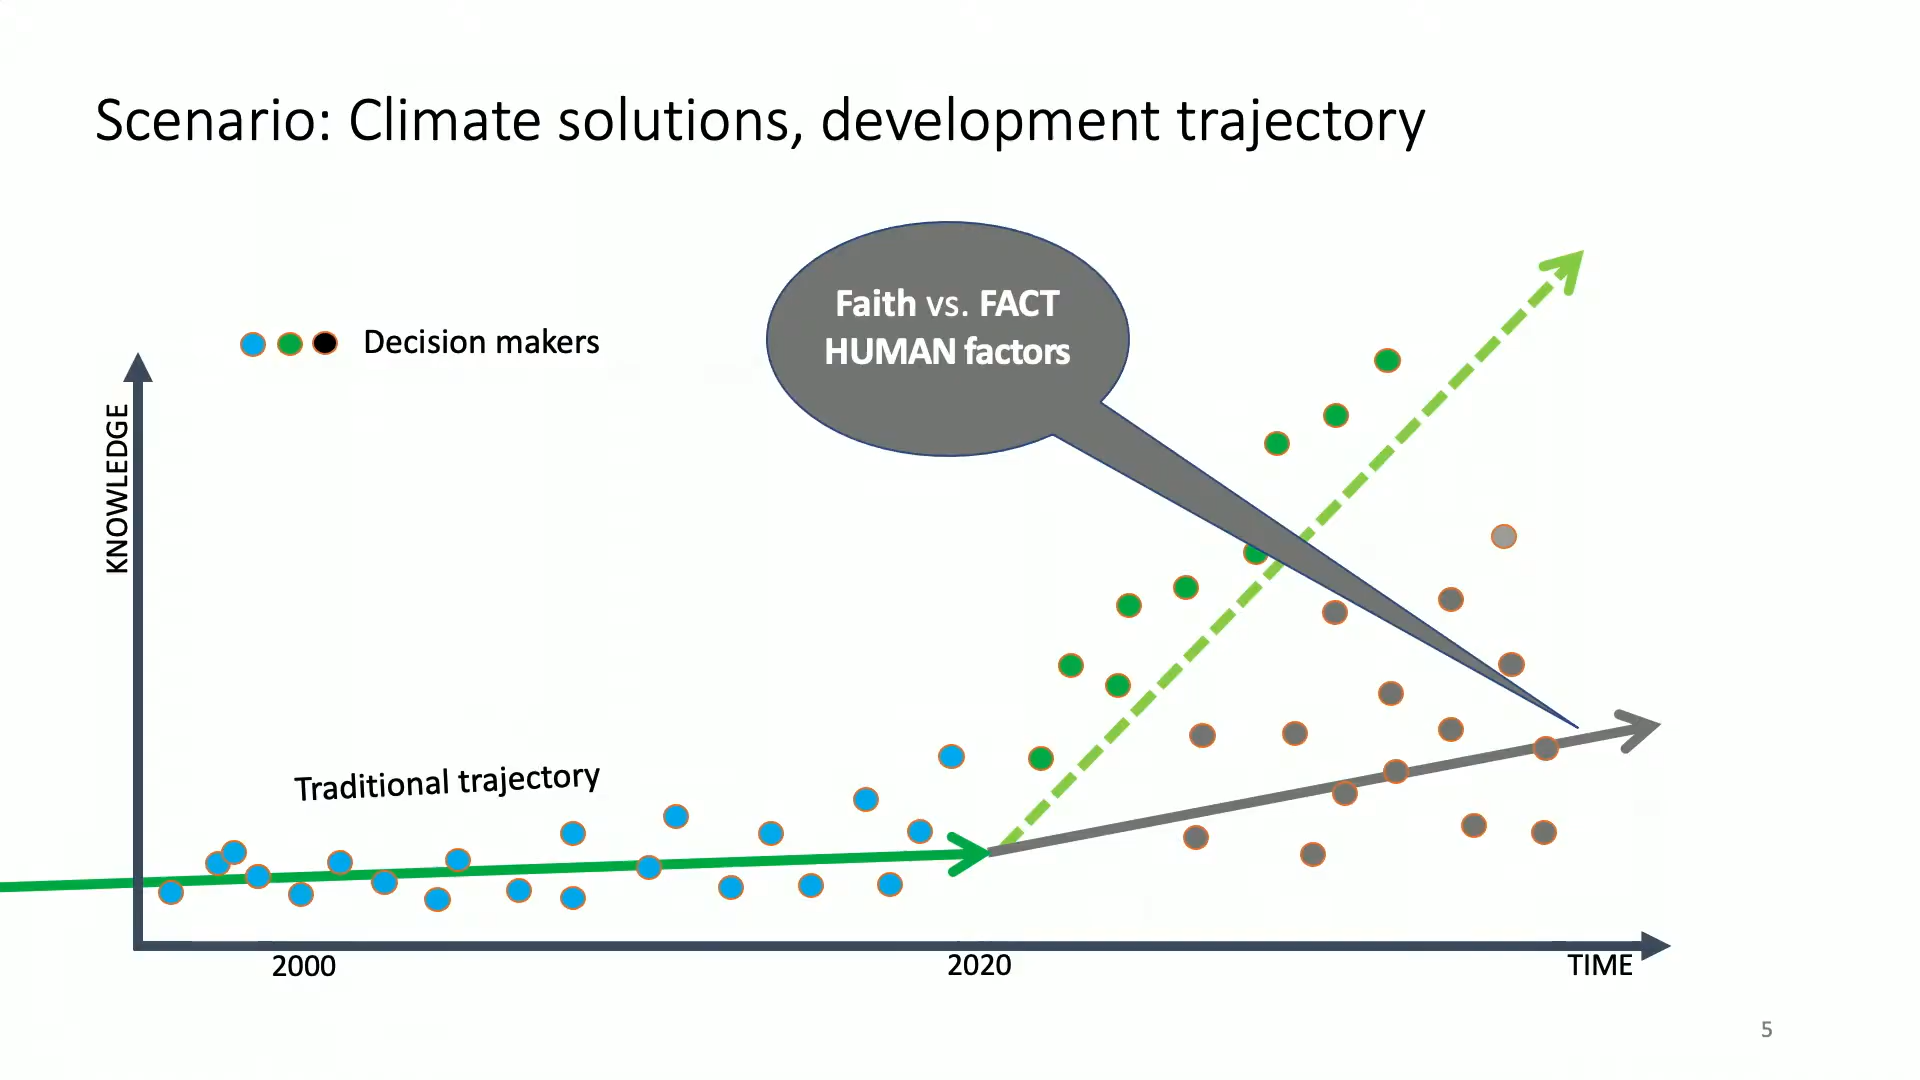 Scenario: Climate solutions, development trajectory
Faith vs. FACT
HUMAN factors
Decision makers
KNOWLEDGE
Traditional trajectory
2000
2020
TIME
5